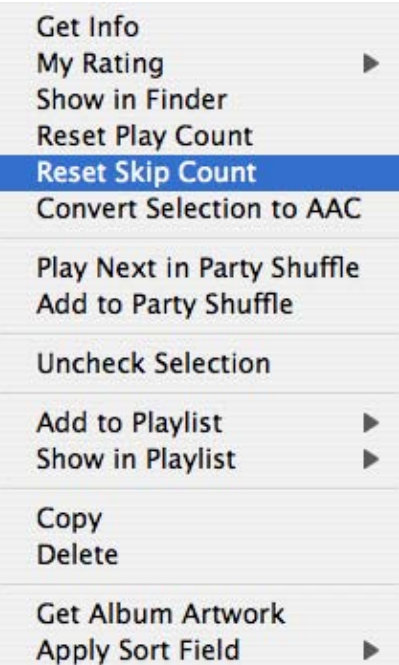 Get Info
My Rating
Show in Finder
Reset Play Count
Reset Skip Count
Convert Selection to AAC
Play Next in Party Shuffle
Add to Party Shuffle
Uncheck Selection
Add to Playlist
Show in Playlist
Copy
Delete
Get Album Artwork
Apply Sort Field